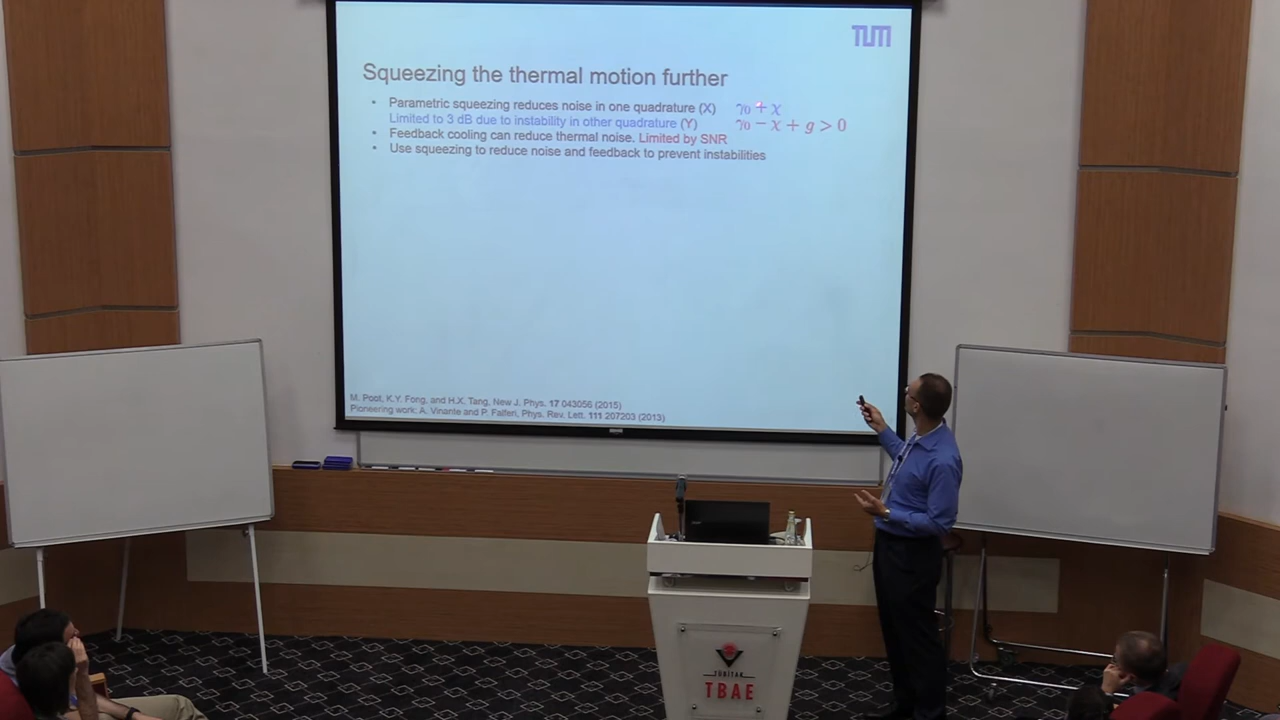 TUM
Squeezing the thermal motion further
• Parametric squeezing reduces noise in one quadrature (X) γ₀ + χ
Limited to 3 dB due to instability in other quadrature (Y) γ₀ − χ + g > 0
• Feedback cooling can reduce thermal noise. Limited by SNR
• Use squeezing to reduce noise and feedback to prevent instabilities
M. Poot, K.Y. Fong, and H.X. Tang, New J. Phys. 17 043056 (2015)
Pioneering work: A. Vinante and P. Falferi, Phys. Rev. Lett. 111 207203 (2013)
TÜBİTAK
TBAE